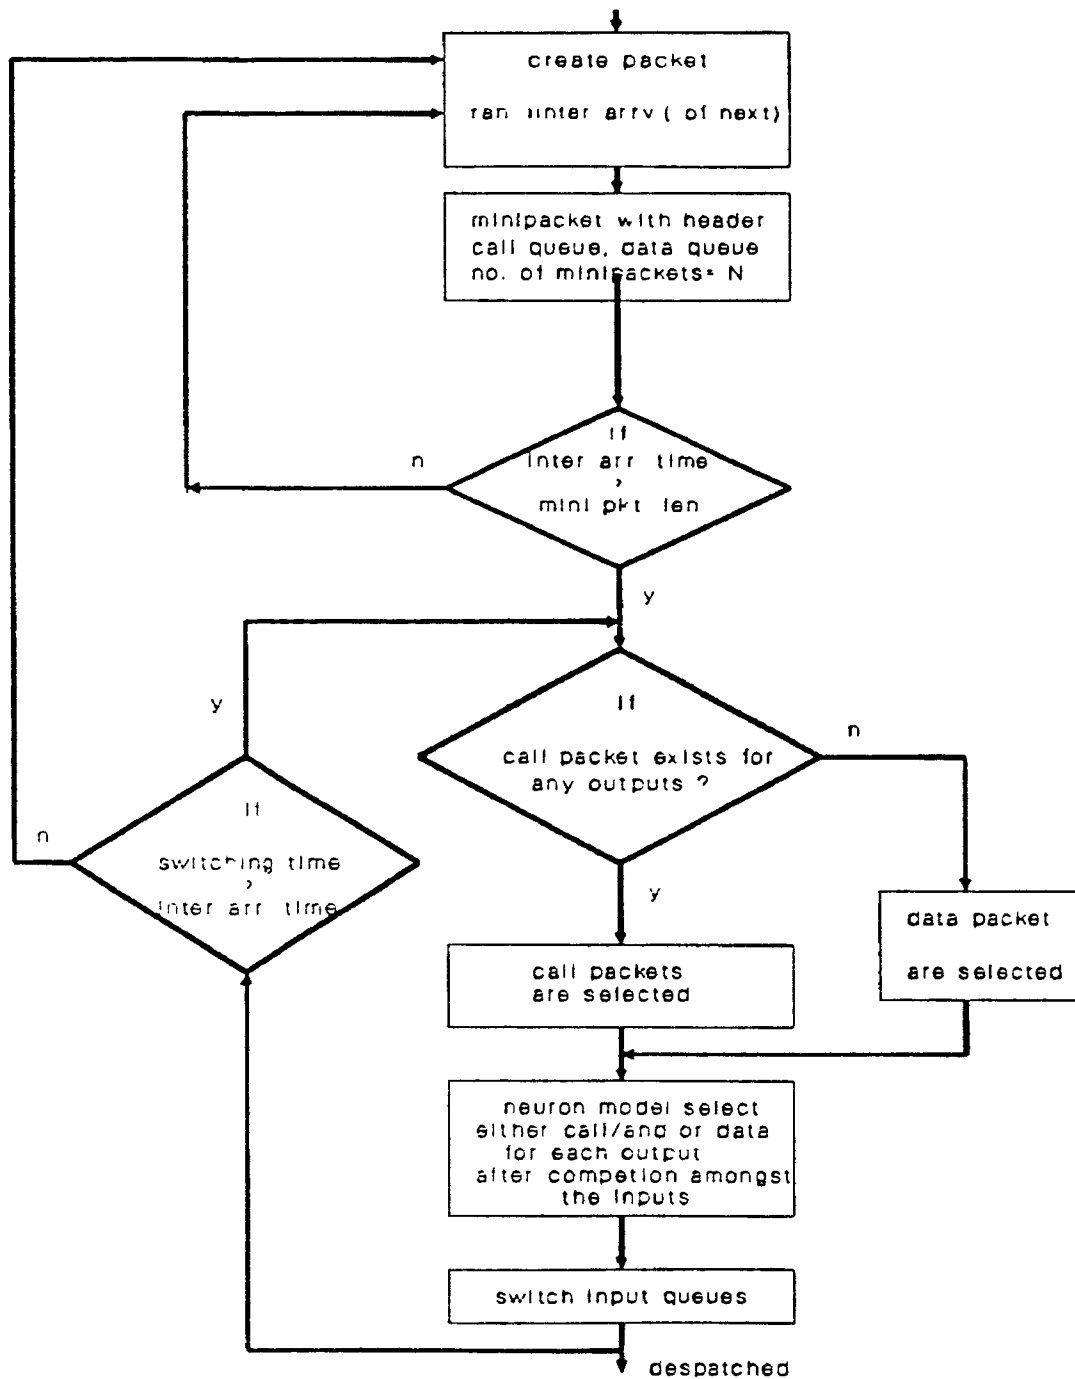 create packet
ran inter arrv ( of next)
minipacket with header
call queue, data queue
no. of minipackets= N
If
inter arr time
>
mini pkt len
n
y
If
call packet exists for
any outputs ?
n
y
y
If
switching time
>
inter arr time
n
data packet
are selected
call packets
are selected
neuron model select
either call/and or data
for each output
after competion amongst
the inputs
switch input queues
despatched